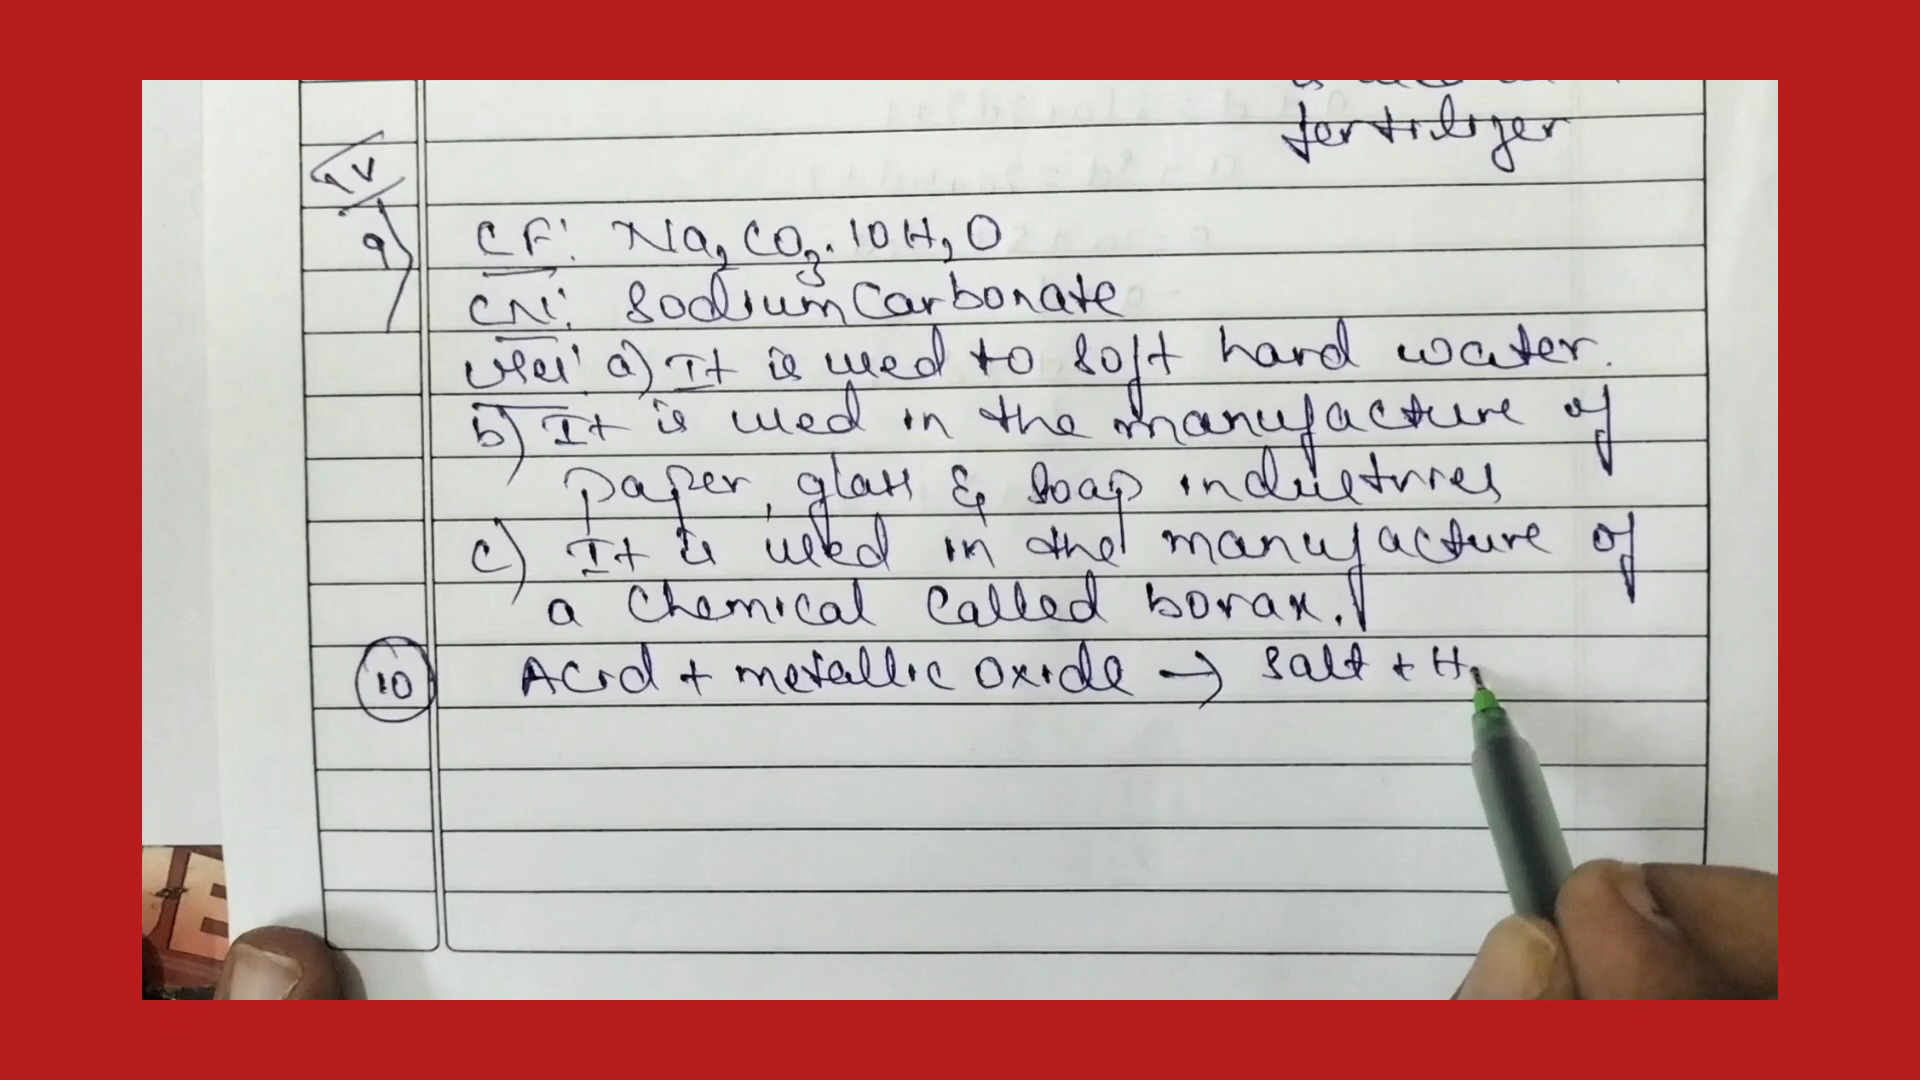 fertilizer
IV
9) CF: Na2CO3.10H2O
CN: Sodium Carbonate
Uses: a) It is used to soft hard water.
b) It is used in the manufacture of
paper, glass & soap industries
c) It is used in the manufacture of
a chemical called borax.
10 Acid + metallic oxide → Salt + H